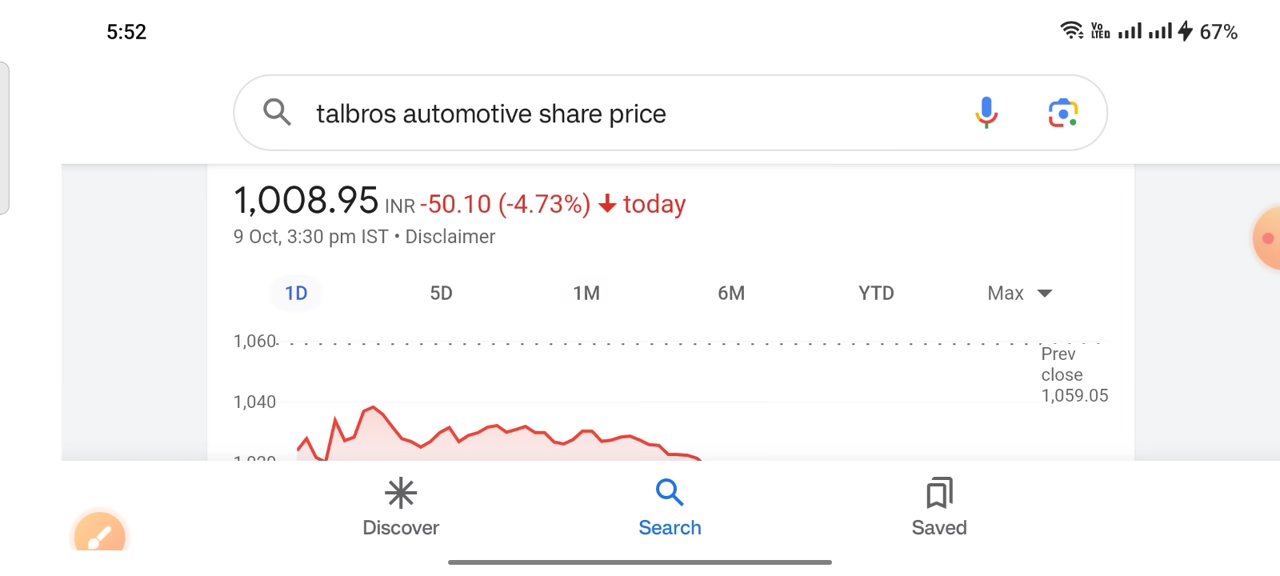 5:52
Vo LTED 67%
talbros automotive share price
1,008.95 INR -50.10 (-4.73%) today
9 Oct, 3:30 pm IST • Disclaimer
1D 5D 1M 6M YTD Max
1,060
Prev
close
1,059.05
1,040
Discover Search Saved